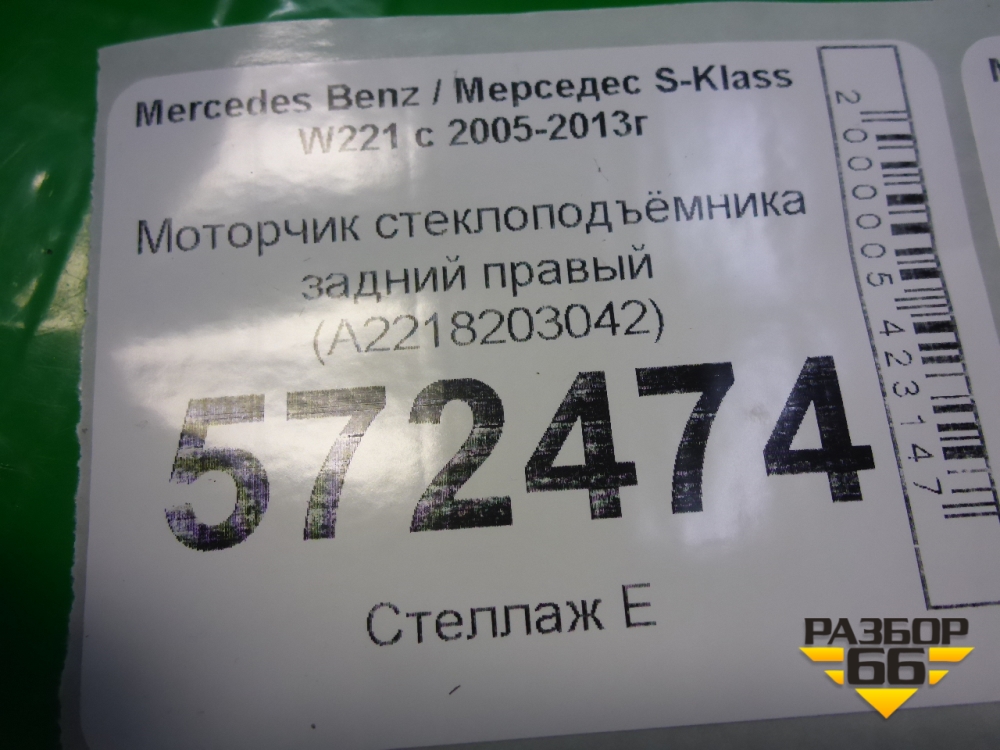 Mercedes Benz / Мерседес S-Klass
W221 с 2005-2013г
Моторчик стеклоподъёмника
задний правый
(A2218203042)
572474
Стеллаж Е
2000005423147
РАЗБОР
66